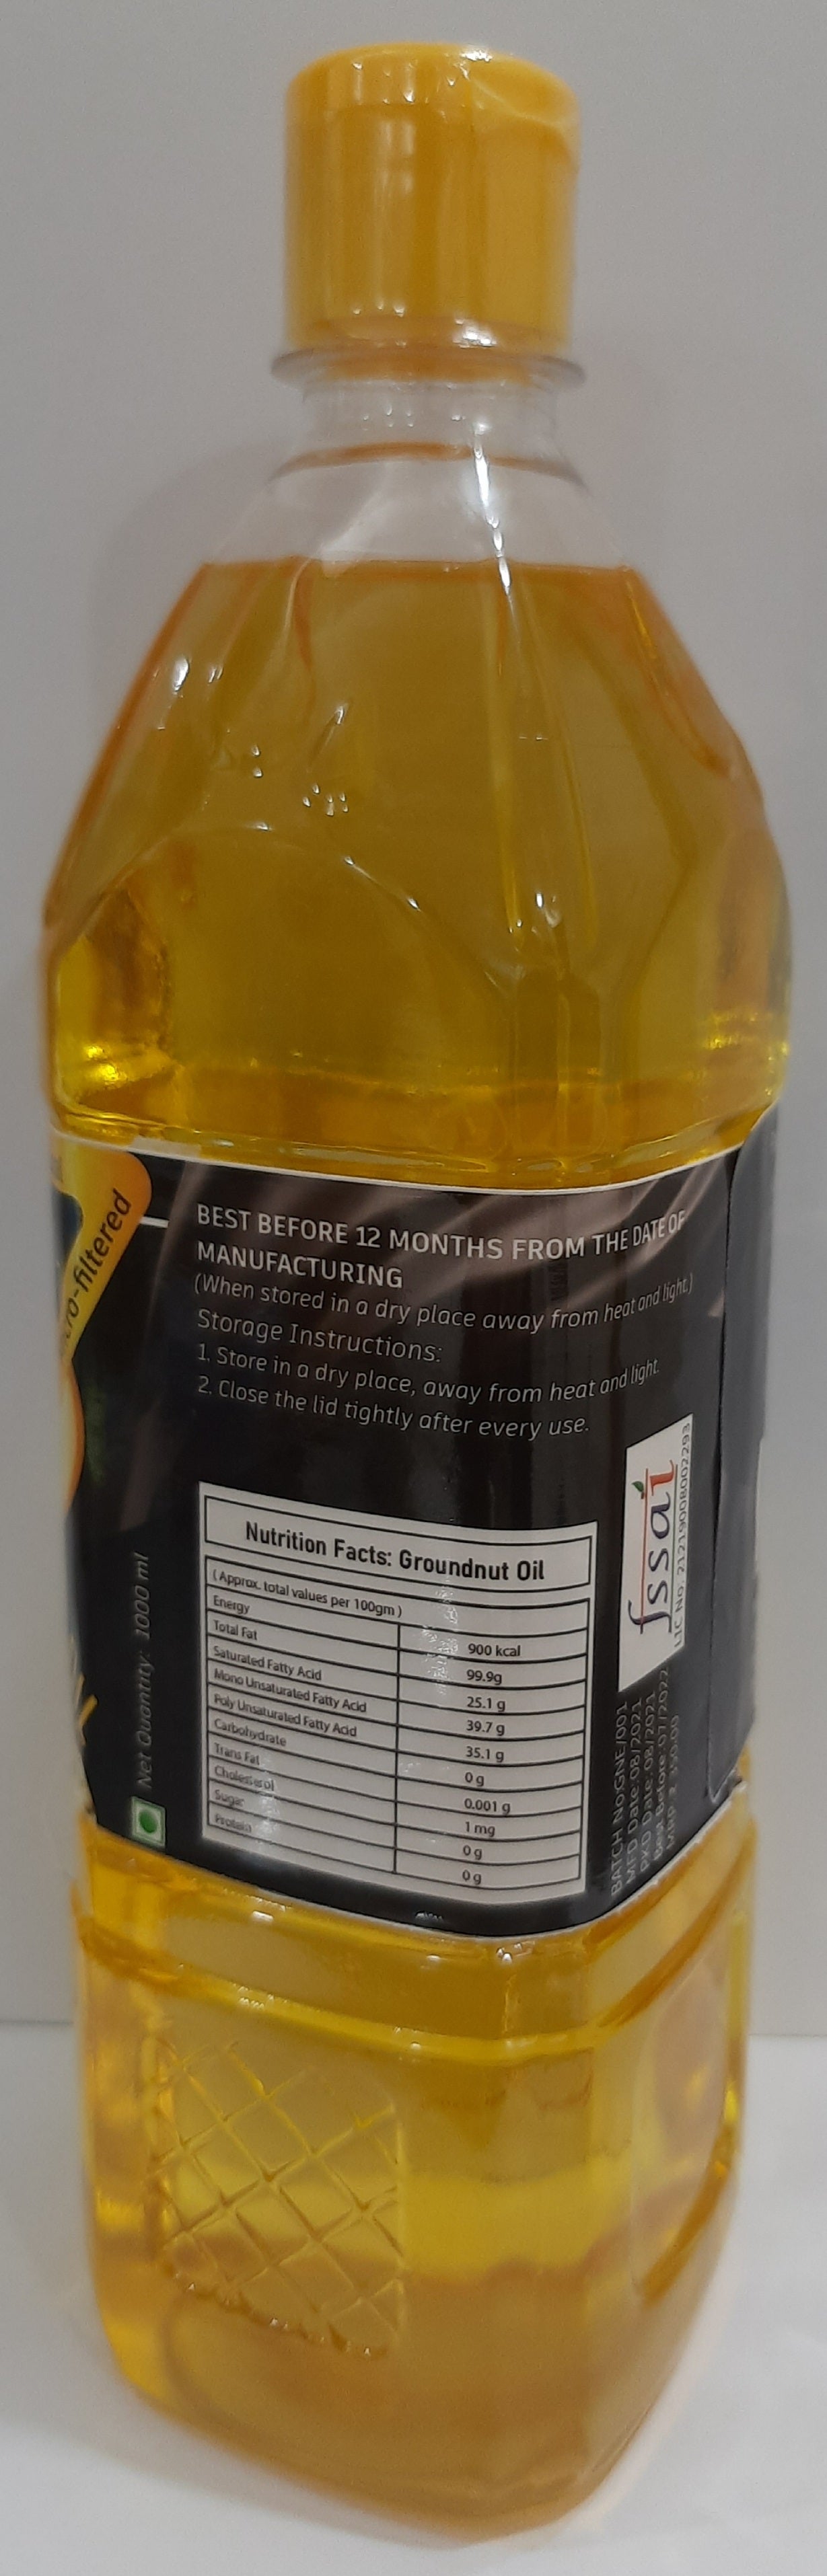 cro-filtered
BEST BEFORE 12 MONTHS FROM THE DATE OF
MANUFACTURING
(When stored in a dry place away from heat and light.)
Storage Instructions:
1. Store in a dry place, away from heat and light.
2. Close the lid tightly after every use.
Net Quantity: 1000 ml
Nutrition Facts: Groundnut Oil
(Approx. total values per 100gm)
Energy 900 kcal
Total Fat 99.9g
Saturated Fatty Acid 25.1 g
Mono Unsaturated Fatty Acid 39.7 g
Poly Unsaturated Fatty Acid 35.1 g
Carbohydrate 0 g
Trans Fat 0.001 g
Cholesterol 1 mg
Sugar 0 g
Protein 0 g
fssai
LIC No. 21219008002293
BATCH No:GNE/001
MFD Date:08/2021
PKD Date:08/2021
Best Before:07/2022
MRP: ₹